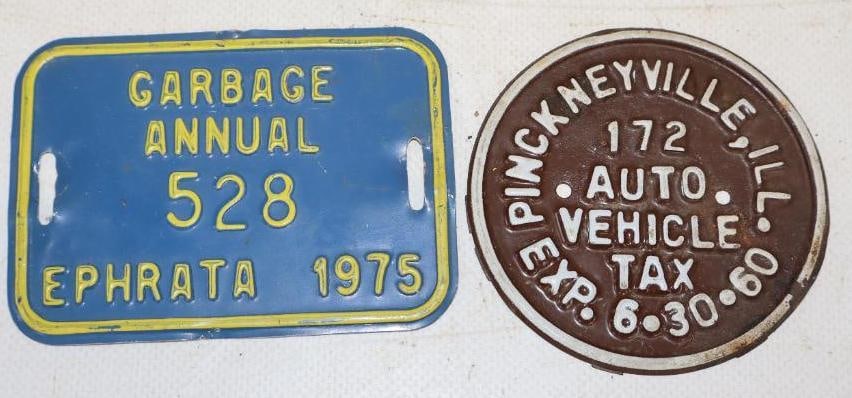 GARBAGE
ANNUAL
528
EPHRATA 1975
PINCKNEYVILLE, ILL.
172
AUTO
VEHICLE
TAX
EXP. 6•30•60